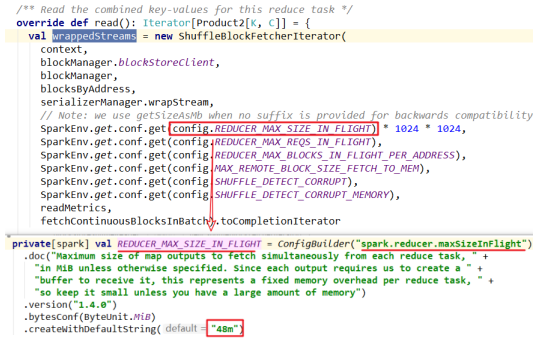 /** Read the combined key-values for this reduce task */
override def read(): Iterator[Product2[K, C]] = {
val wrappedStreams = new ShuffleBlockFetcherIterator(
context,
blockManager.blockStoreClient,
blockManager,
blocksByAddress,
serializerManager.wrapStream,
// Note: we use getSizeAsMb when no suffix is provided for backwards compatibility
SparkEnv.get.conf.get(config.REDUCER_MAX_SIZE_IN_FLIGHT) * 1024 * 1024,
SparkEnv.get.conf.get(config.REDUCER_MAX_REQS_IN_FLIGHT),
SparkEnv.get.conf.get(config.REDUCER_MAX_BLOCKS_IN_FLIGHT_PER_ADDRESS),
SparkEnv.get.conf.get(config.MAX_REMOTE_BLOCK_SIZE_FETCH_TO_MEM),
SparkEnv.get.conf.get(config.SHUFFLE_DETECT_CORRUPT),
SparkEnv.get.conf.get(config.SHUFFLE_DETECT_CORRUPT_MEMORY),
readMetrics,
fetchContinuousBlocksInBatch).toCompletionIterator
private[spark] val REDUCER_MAX_SIZE_IN_FLIGHT = ConfigBuilder("spark.reducer.maxSizeInFlight")
.doc("Maximum size of map outputs to fetch simultaneously from each reduce task, " +
"in MiB unless otherwise specified. Since each output requires us to create a " +
"buffer to receive it, this represents a fixed memory overhead per reduce task, " +
"so keep it small unless you have a large amount of memory")
.version("1.4.0")
.bytesConf(ByteUnit.MiB)
.createWithDefaultString( default = "48m")